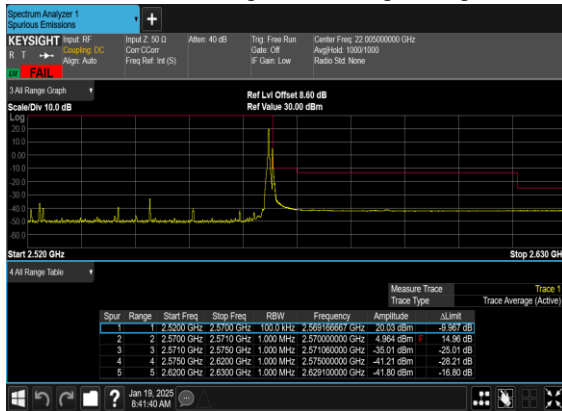 Spectrum Analyzer 1
Spurious Emissions
+
KEYSIGHT Input: RF Input Z: 50 Ω Atten: 40 dB Trig: Free Run Center Freq: 22.005000000 GHz
R T Coupling: DC Corr CCorr Gate: Off Avg|Hold: 1000/1000
Align: Auto Freq Ref: Int (S) IF Gain: Low Radio Std: None
FAIL
3 All Range Graph Ref Lvl Offset 8.60 dB
Scale/Div 10.0 dB Ref Value 30.00 dBm
Log
20.0
10.0
0.00
-10.0
-20.0
-30.0
-40.0
-50.0
-60.0
Start 2.520 GHz Stop 2.630 GH
4 All Range Table
Measure Trace Trace 1
Trace Type Trace Average (Active)
Spur Range Start Freq Stop Freq RBW Frequency Amplitude ΔLimit
1 1 2.5200 GHz 2.5700 GHz 100.0 kHz 2.569166667 GHz 20.03 dBm -9.967 dB
2 2 2.5700 GHz 2.5710 GHz 1.000 MHz 2.570000000 GHz 4.964 dBm F 14.96 dB
3 3 2.5710 GHz 2.5750 GHz 1.000 MHz 2.571060000 GHz -35.01 dBm -25.01 dB
4 4 2.5750 GHz 2.6200 GHz 1.000 MHz 2.575000000 GHz -41.21 dBm -28.21 dB
5 5 2.6200 GHz 2.6300 GHz 1.000 MHz 2.629100000 GHz -41.80 dBm -16.80 dB
? Jan 19, 2025
8:41:40 AM